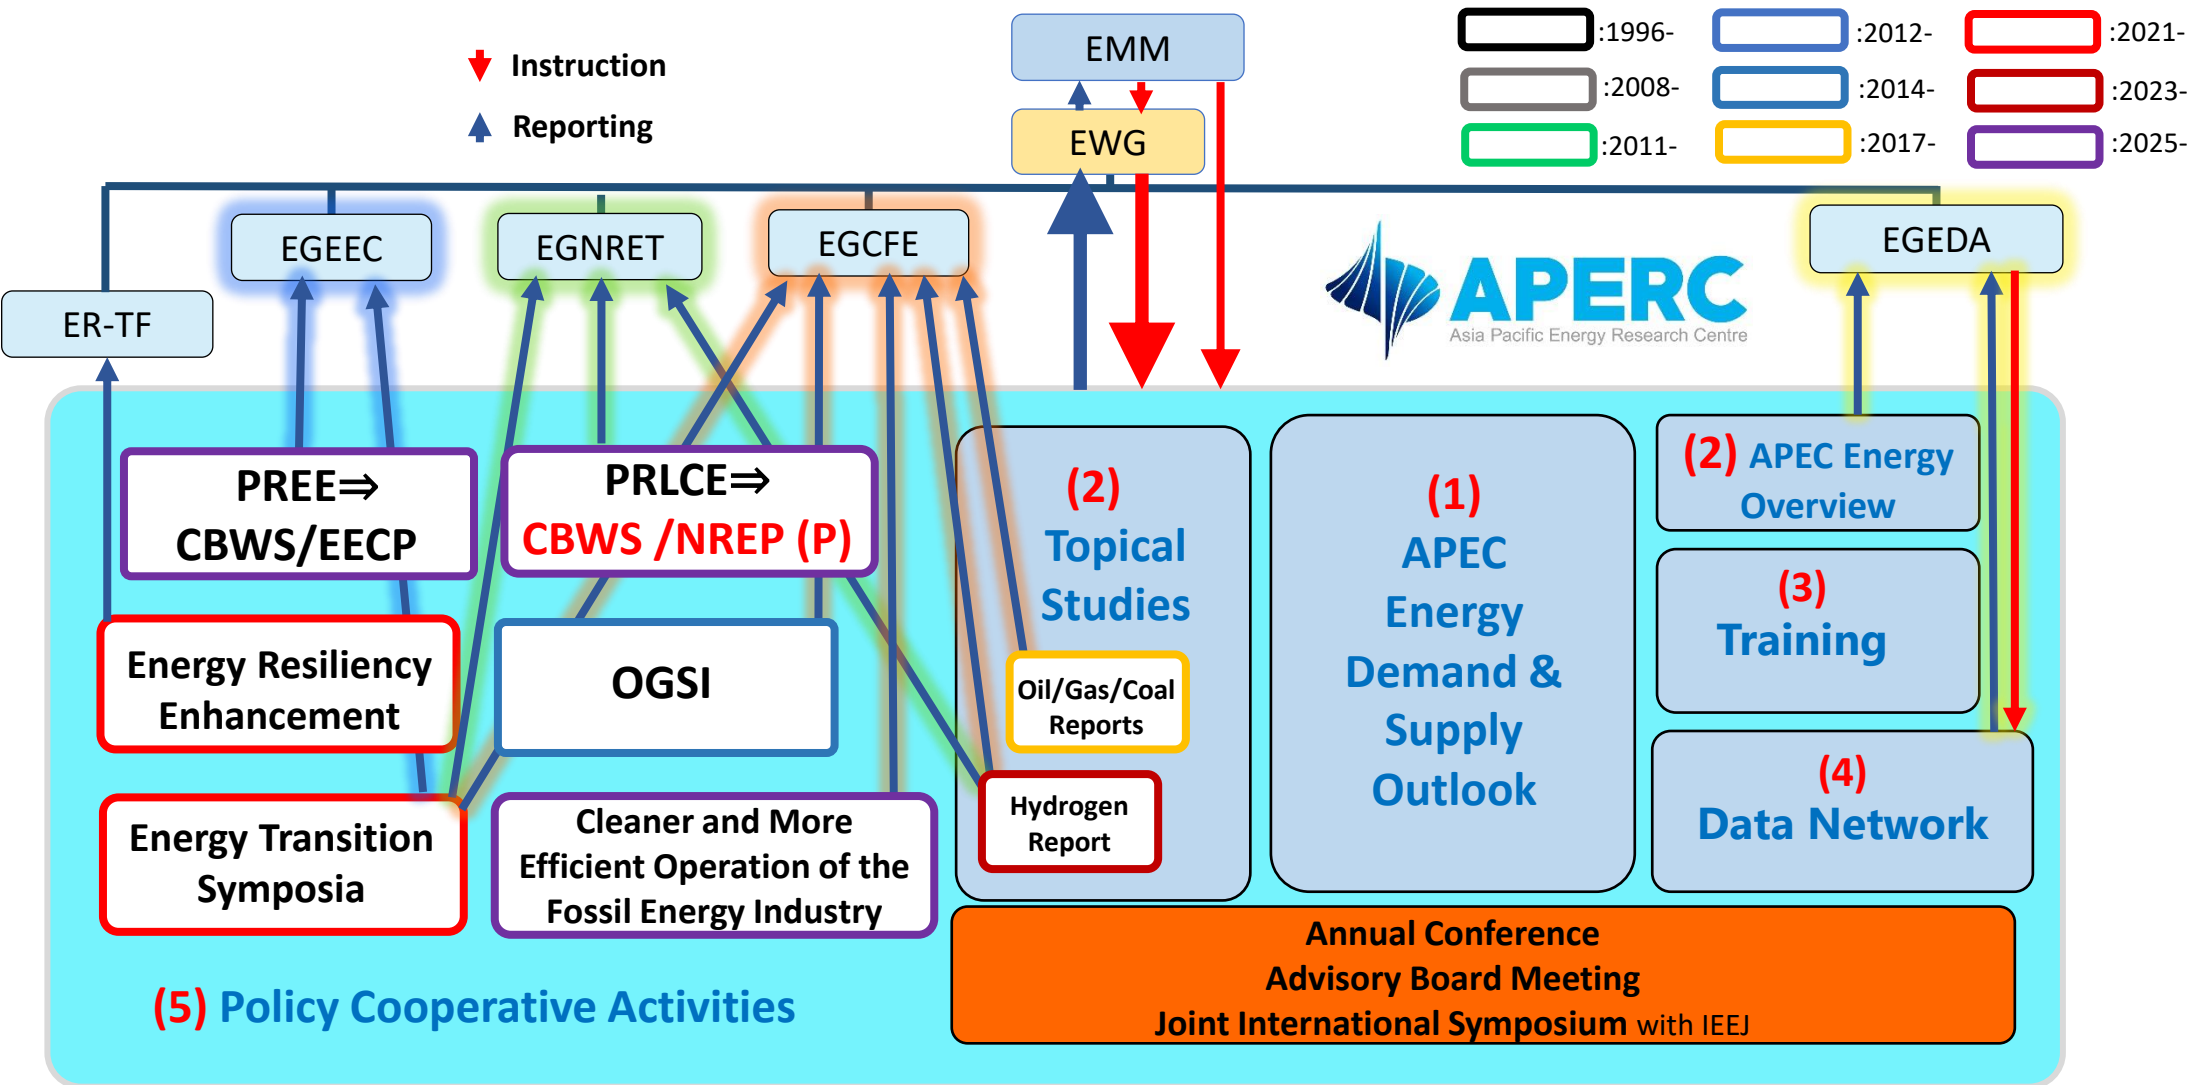 Instruction
Reporting
EMM
EWG
:1996-
:2012-
:2021-
:2008-
:2014-
:2023-
:2011-
:2017-
:2025-
ER-TF
EGEEC
EGNRET
EGCFE
EGEDA
APERC
Asia Pacific Energy Research Centre
PREE⇒
CBWS/EECP
PRLCE⇒
CBWS /NREP (P)
Energy Resiliency
Enhancement
OGSI
Energy Transition
Symposia
Cleaner and More
Efficient Operation of the
Fossil Energy Industry
(5) Policy Cooperative Activities
(2)
Topical
Studies
Oil/Gas/Coal
Reports
Hydrogen
Report
(1)
APEC
Energy
Demand &
Supply
Outlook
(2) APEC Energy
Overview
(3)
Training
(4)
Data Network
Annual Conference
Advisory Board Meeting
Joint International Symposium with IEEJ